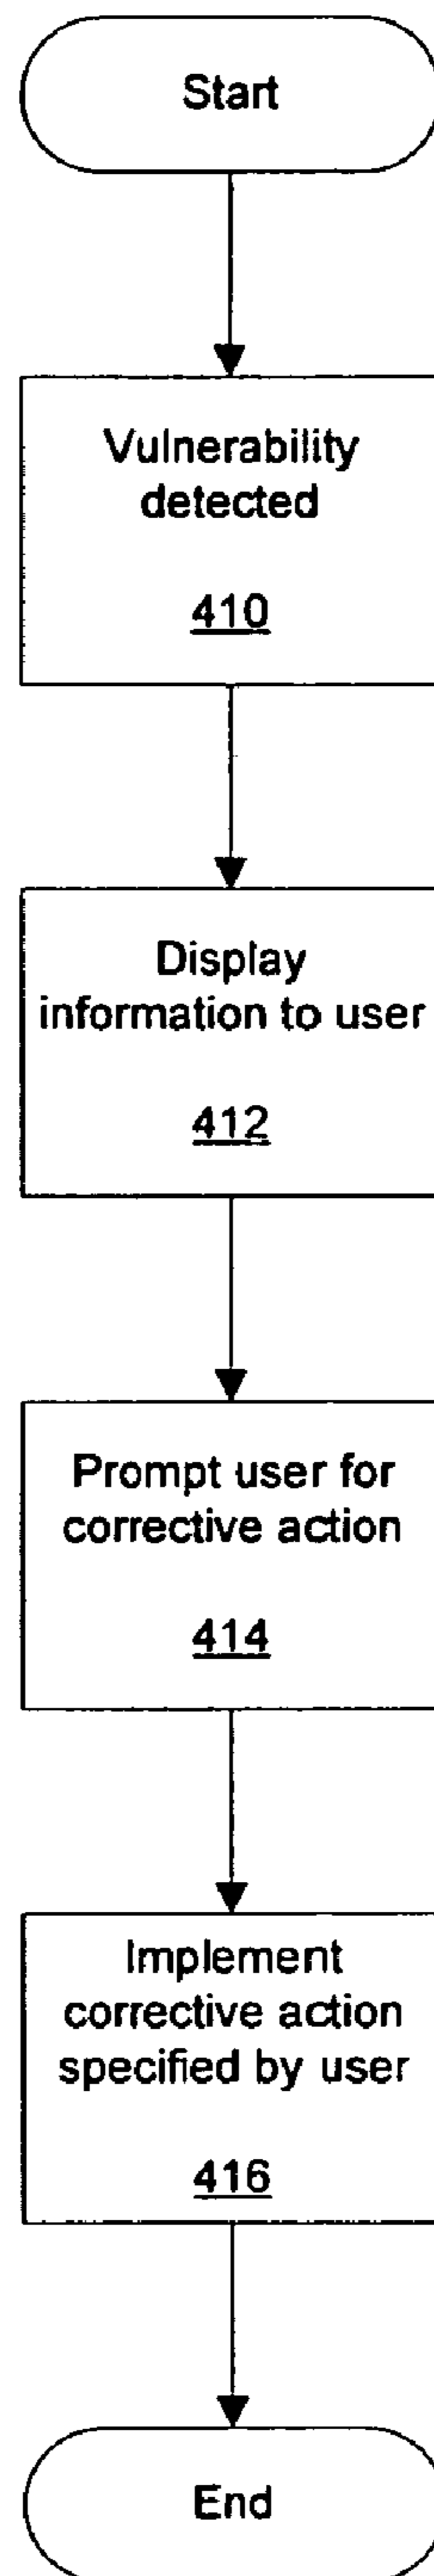 Start
Vulnerability
detected
410
Display
information to user
412
Prompt user for
corrective action
414
Implement
corrective action
specified by user
416
End